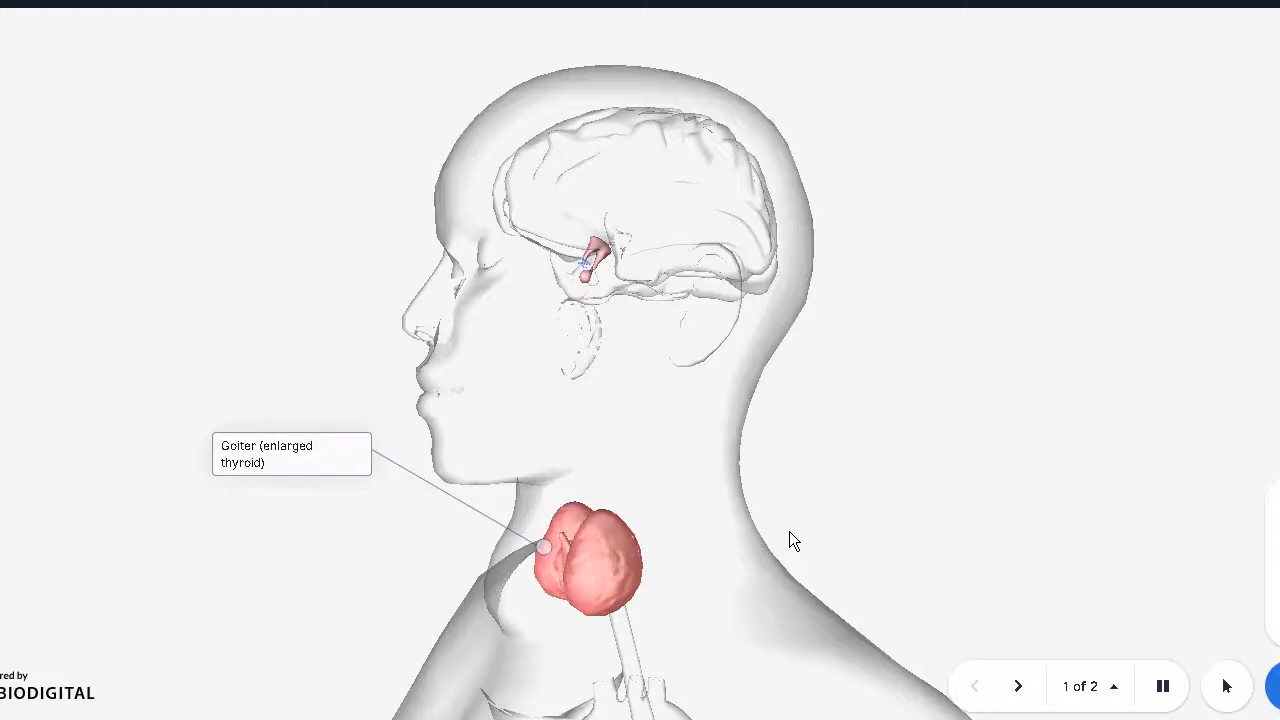 Goiter (enlarged
thyroid)
red by
BIODIGITAL
1 of 2